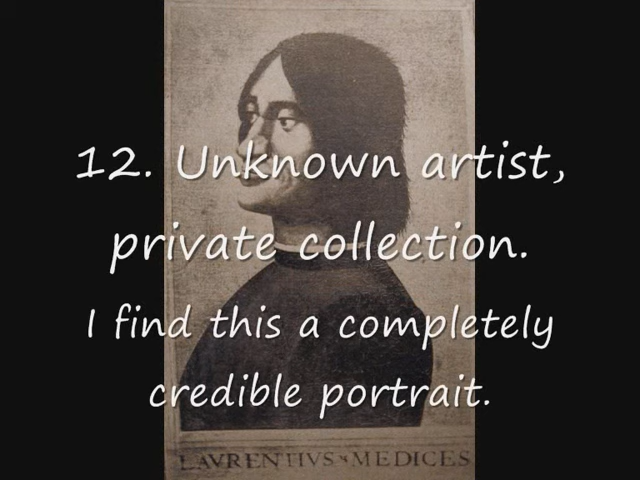 12. Unknown artist,
private collection.
I find this a completely
credible portrait.
LAVRENTIVS MEDICES